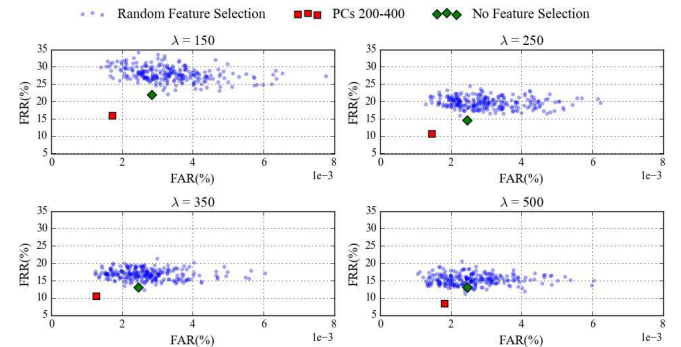 Random Feature Selection PCs 200-400 No Feature Selection
λ = 150
λ = 250
FRR(%)
35
30
25
20
15
10
5
0 2 4 6 8
1e−3
FAR(%)
FRR(%)
35
30
25
20
15
10
5
0 2 4 6 8
1e−3
FAR(%)
λ = 350
λ = 500
FRR(%)
35
30
25
20
15
10
5
0 2 4 6 8
1e−3
FAR(%)
FRR(%)
35
30
25
20
15
10
5
0 2 4 6 8
1e−3
FAR(%)